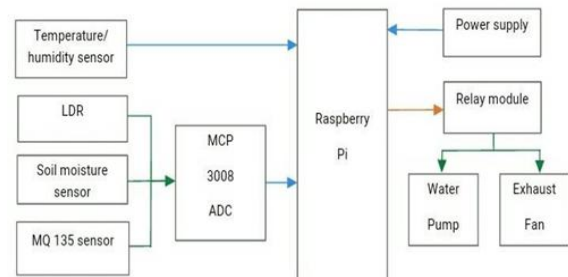 Temperature/
humidity sensor
LDR
Soil moisture
sensor
MQ 135 sensor
MCP
3008
ADC
Raspberry
Pi
Power supply
Relay module
Water
Pump
Exhaust
Fan